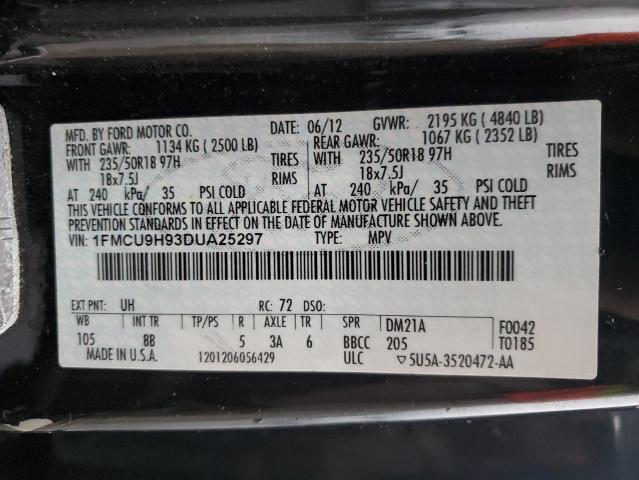 MFD. BY FORD MOTOR CO. DATE: 06/12 GVWR: 2195 KG ( 4840 LB)
FRONT GAWR: 1134 KG ( 2500 LB) REAR GAWR: 1067 KG ( 2352 LB)
WITH 235/50R18 97H TIRES WITH 235/50R18 97H TIRES
18x7.5J RIMS 18x7.5J RIMS
AT 240 kPa/ 35 PSI COLD AT 240 kPa/ 35 PSI COLD
THIS VEHICLE CONFORMS TO ALL APPLICABLE FEDERAL MOTOR VEHICLE SAFETY AND THEFT
PREVENTION STANDARDS IN EFFECT ON THE DATE OF MANUFACTURE SHOWN ABOVE.
VIN: 1FMCU9H93DUA25297 TYPE: MPV
EXT PNT: UH RC: 72 DSO:
WB INT TR TP/PS R AXLE TR SPR DM21A F0042
105 8B 5 3A 6 BBCC 205 T0185
MADE IN U.S.A. 1201206056429 ULC 5U5A-3520472-AA